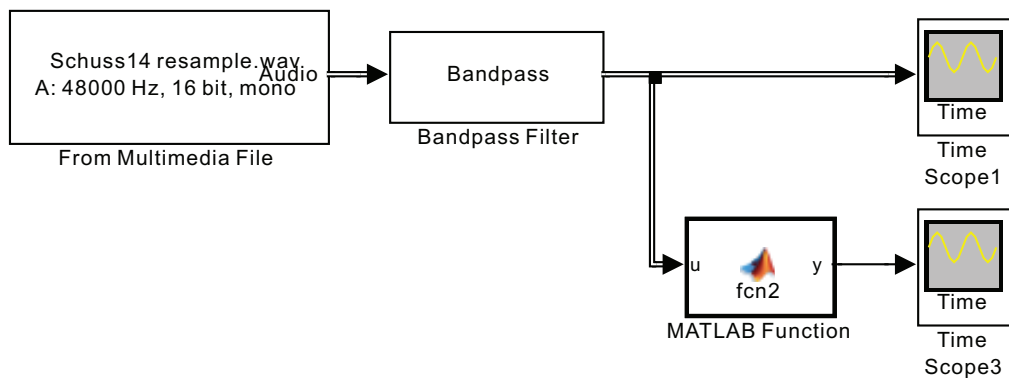 Schuss14 resample.wav
Audio
A: 48000 Hz, 16 bit, mono
From Multimedia File
Bandpass
Bandpass Filter
Time
Time
Scope1
u
fcn2
y
MATLAB Function
Time
Time
Scope3